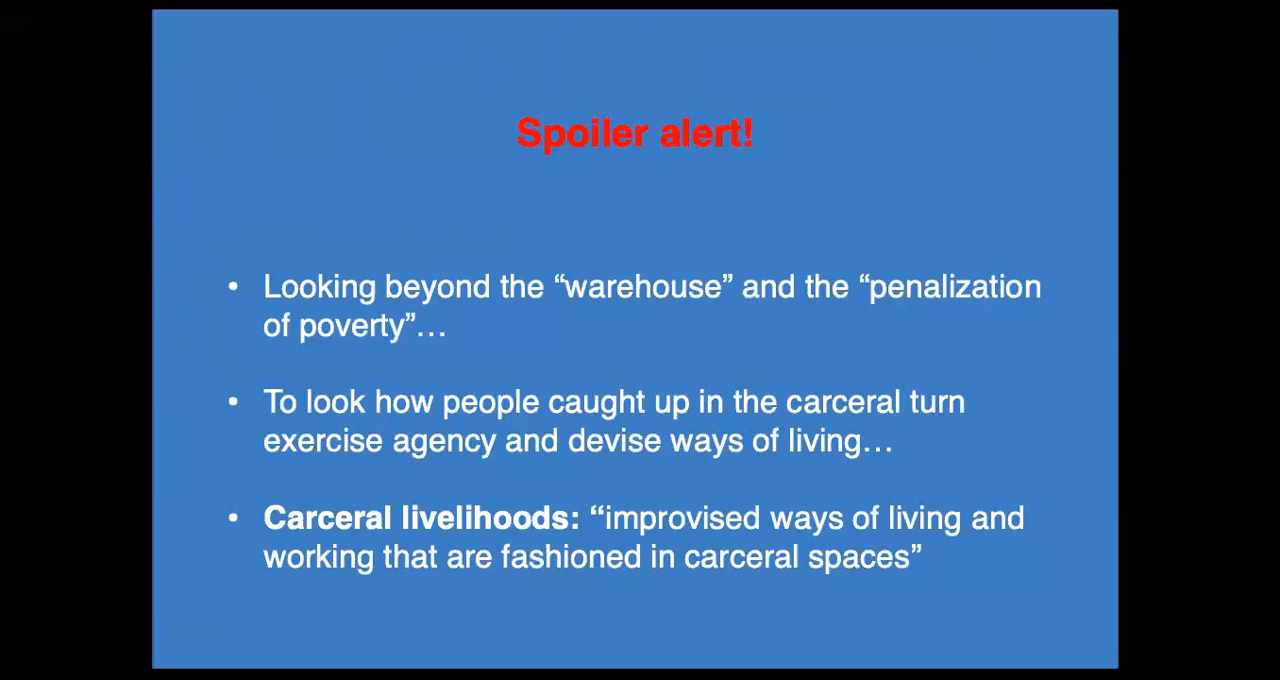 Spoiler alert!
• Looking beyond the “warehouse” and the “penalization
of poverty”…
• To look how people caught up in the carceral turn
exercise agency and devise ways of living…
• Carceral livelihoods: “improvised ways of living and
working that are fashioned in carceral spaces”